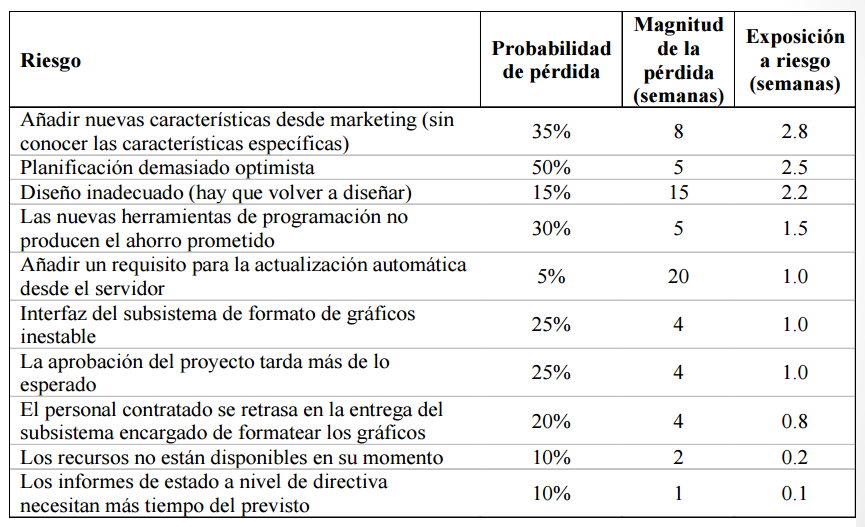 Riesgo Probabilidad de pérdida Magnitud de la pérdida (semanas) Exposición a riesgo (semanas)
Añadir nuevas características desde marketing (sin
conocer las características específicas) 35% 8 2.8
Planificación demasiado optimista 50% 5 2.5
Diseño inadecuado (hay que volver a diseñar) 15% 15 2.2
Las nuevas herramientas de programación no
producen el ahorro prometido 30% 5 1.5
Añadir un requisito para la actualización automática
desde el servidor 5% 20 1.0
Interfaz del subsistema de formato de gráficos
inestable 25% 4 1.0
La aprobación del proyecto tarda más de lo
esperado 25% 4 1.0
El personal contratado se retrasa en la entrega del
subsistema encargado de formatear los gráficos 20% 4 0.8
Los recursos no están disponibles en su momento 10% 2 0.2
Los informes de estado a nivel de directiva
necesitan más tiempo del previsto 10% 1 0.1